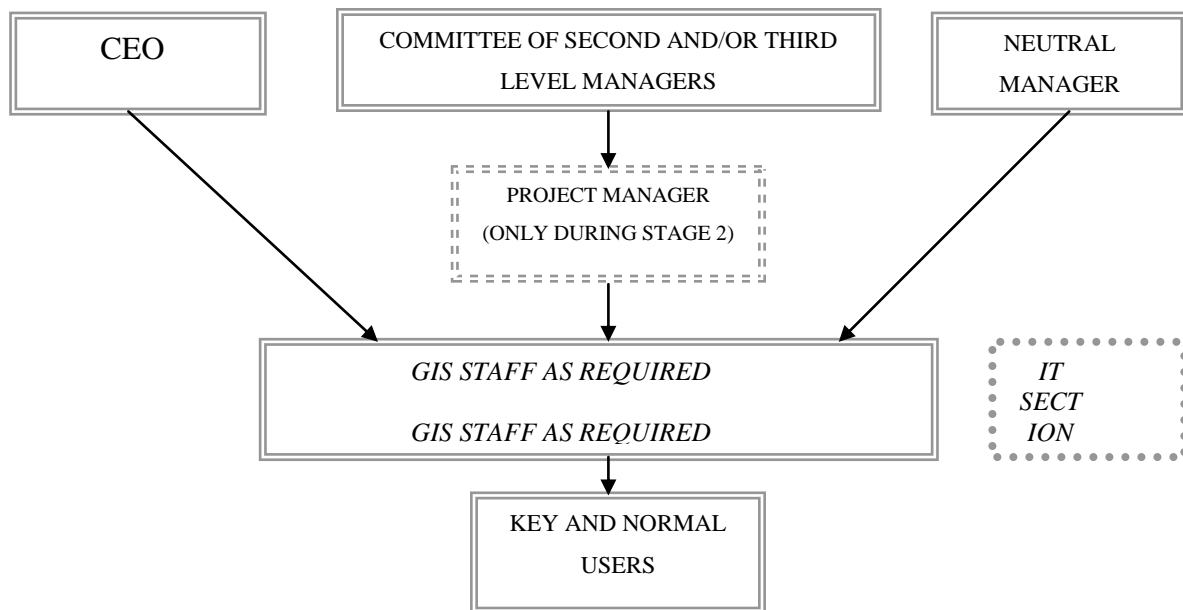 CEO
COMMITTEE OF SECOND AND/OR THIRD
LEVEL MANAGERS
NEUTRAL
MANAGER
PROJECT MANAGER
(ONLY DURING STAGE 2)
GIS STAFF AS REQUIRED
GIS STAFF AS REQUIRED
IT
SECT
ION
KEY AND NORMAL
USERS